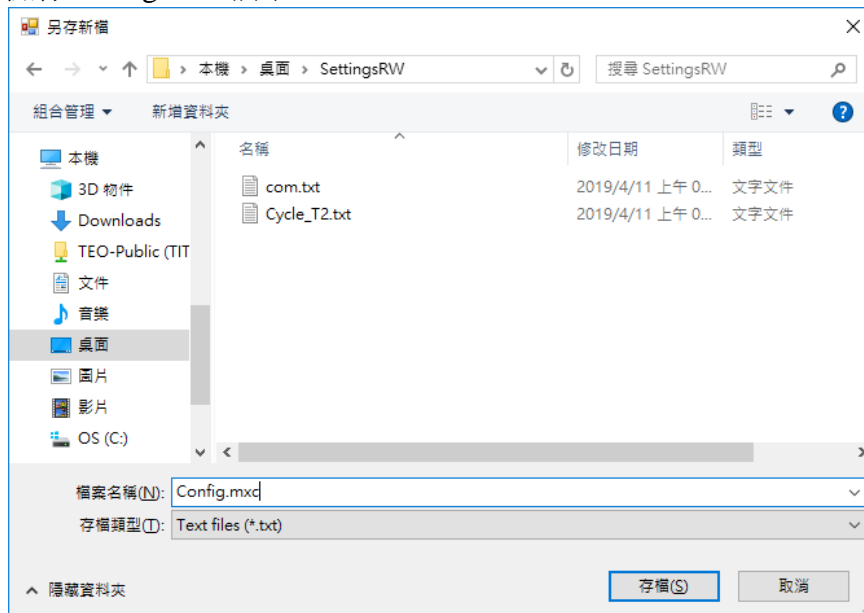 另存新檔
本機 › 桌面 › SettingsRW
搜尋 SettingsRW
組合管理 新增資料夾
名稱 修改日期 類型
本機
3D 物件
Downloads
TEO-Public (TIT
文件
音樂
桌面
圖片
影片
OS (C:)
com.txt 2019/4/11 上午 0... 文字文件
Cycle_T2.txt 2019/4/11 上午 0... 文字文件
檔案名稱(N): Config.mxc
存檔類型(T): Text files (*.txt)
隱藏資料夾
存檔(S) 取消